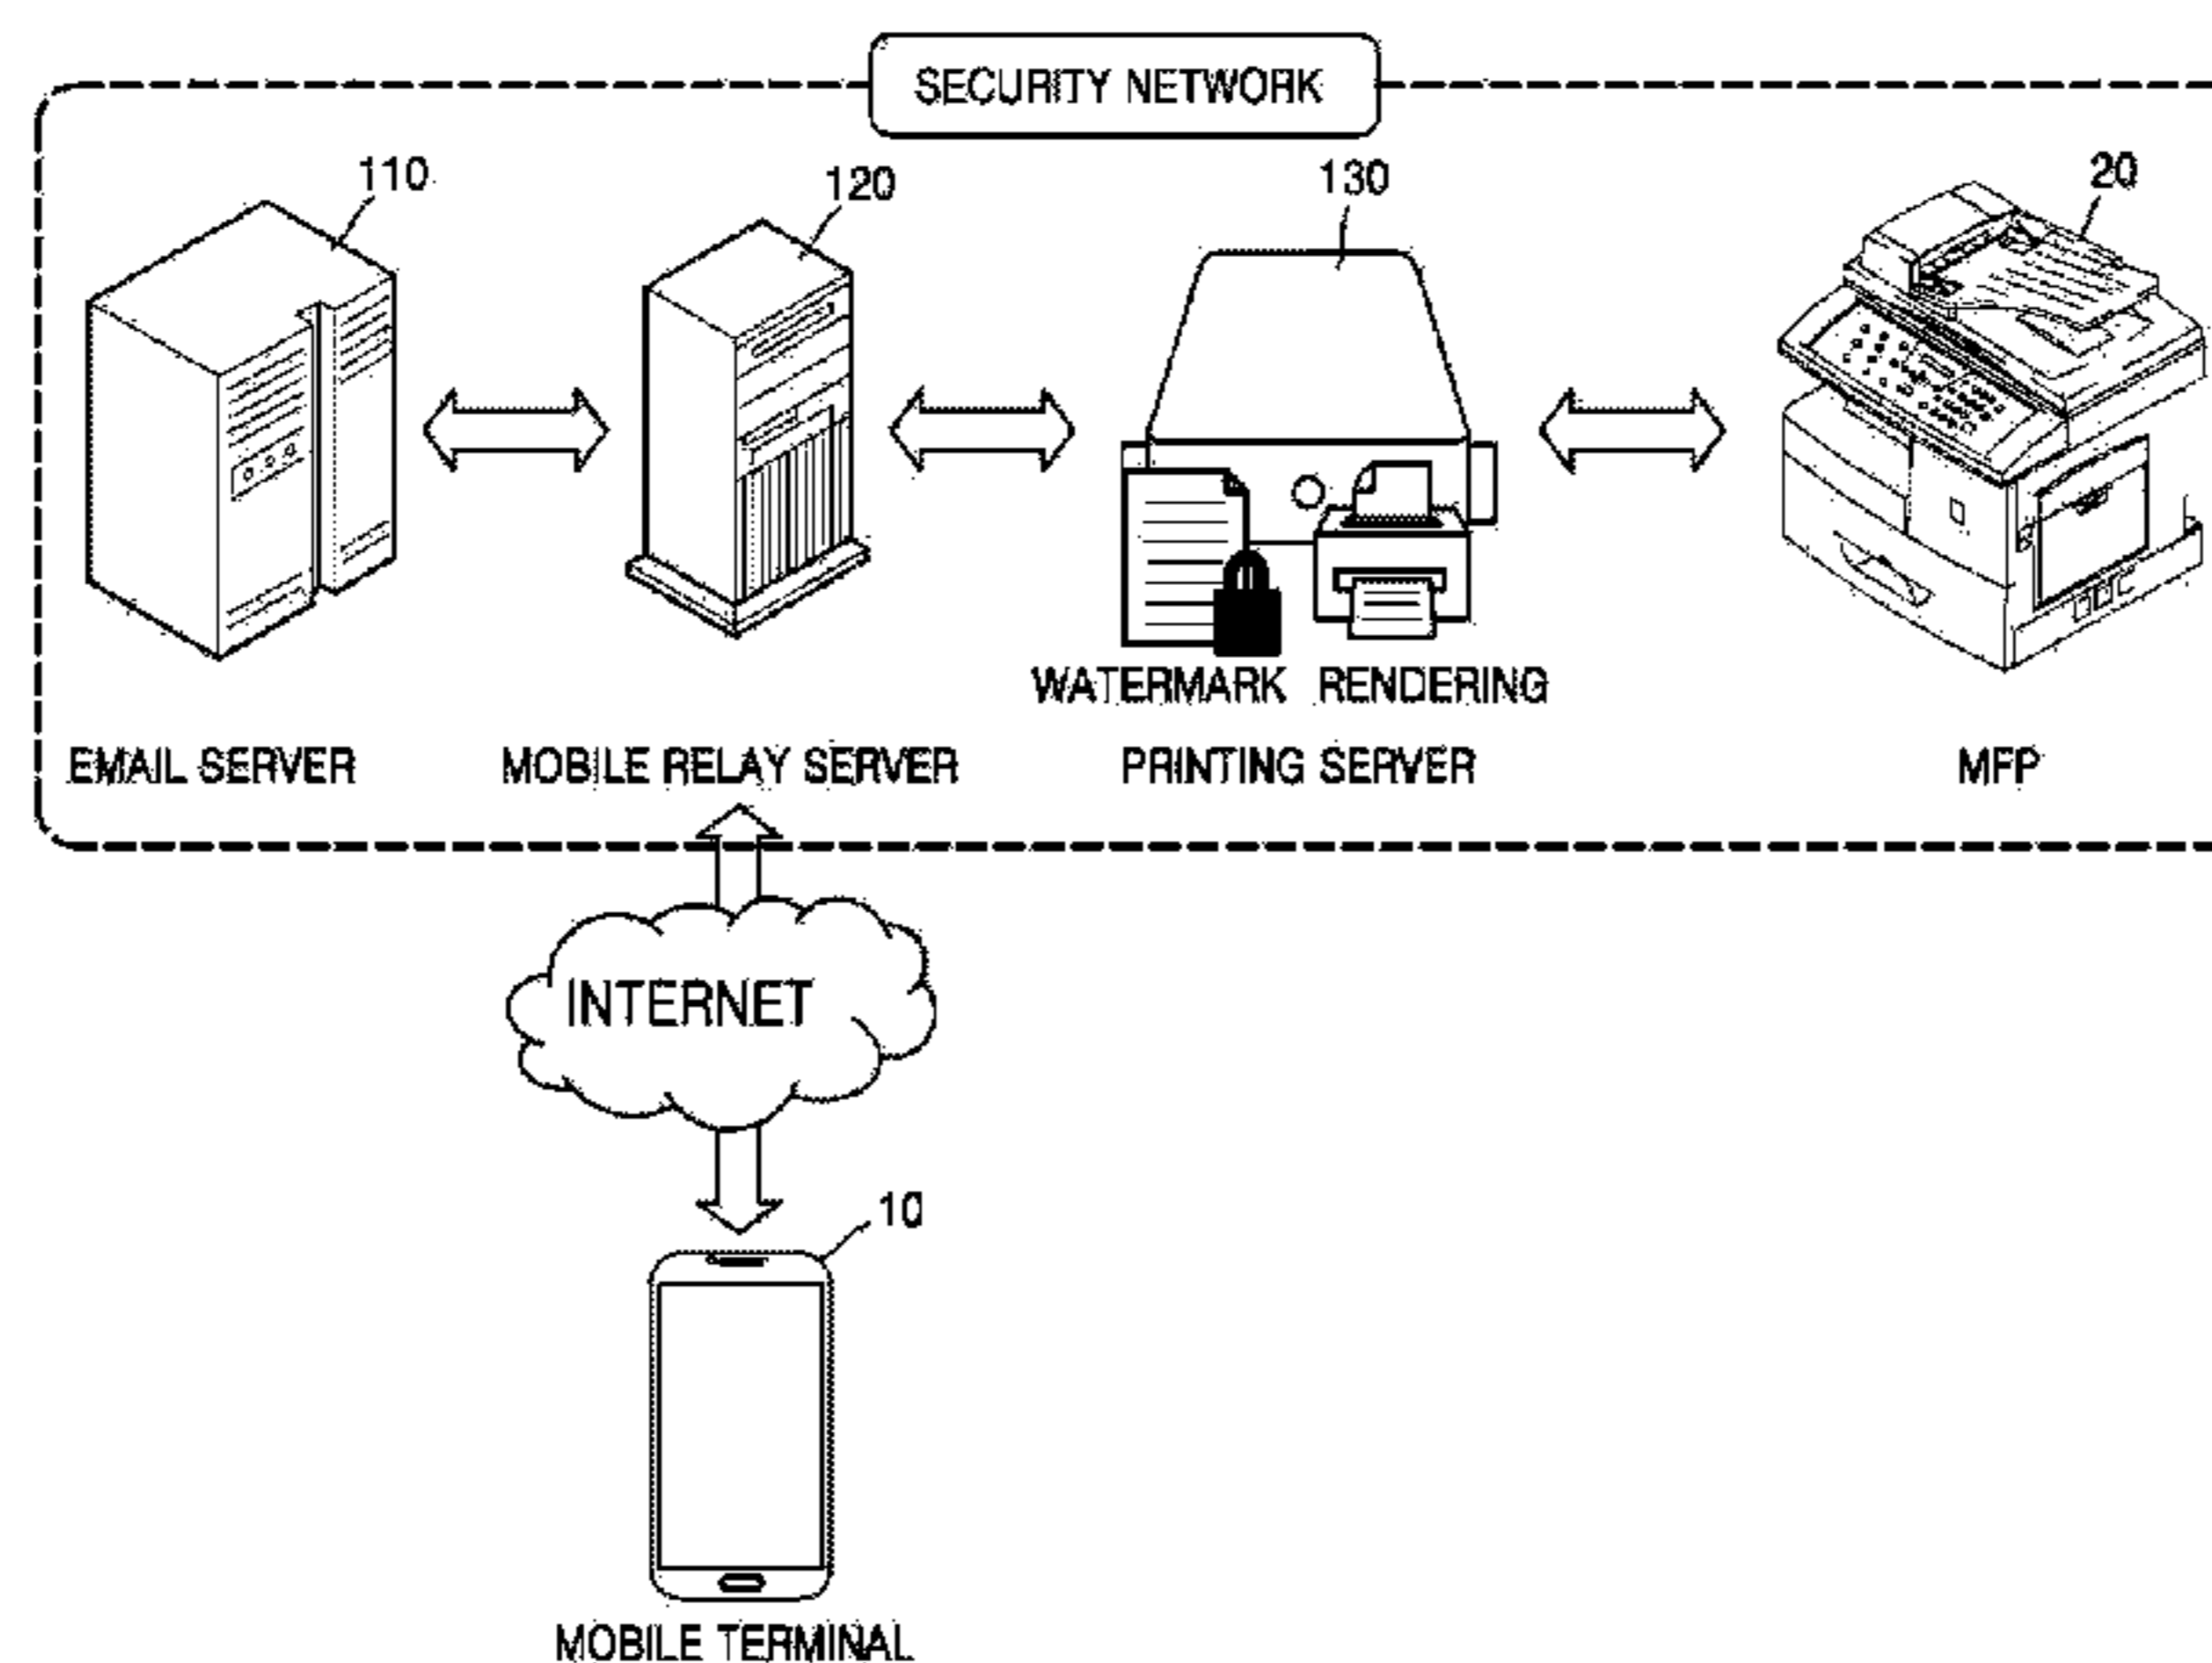 SECURITY NETWORK
110
120
130
20
WATERMARK RENDERING
EMAIL SERVER
MOBILE RELAY SERVER
PRINTING SERVER
MFP
INTERNET
10
MOBILE TERMINAL